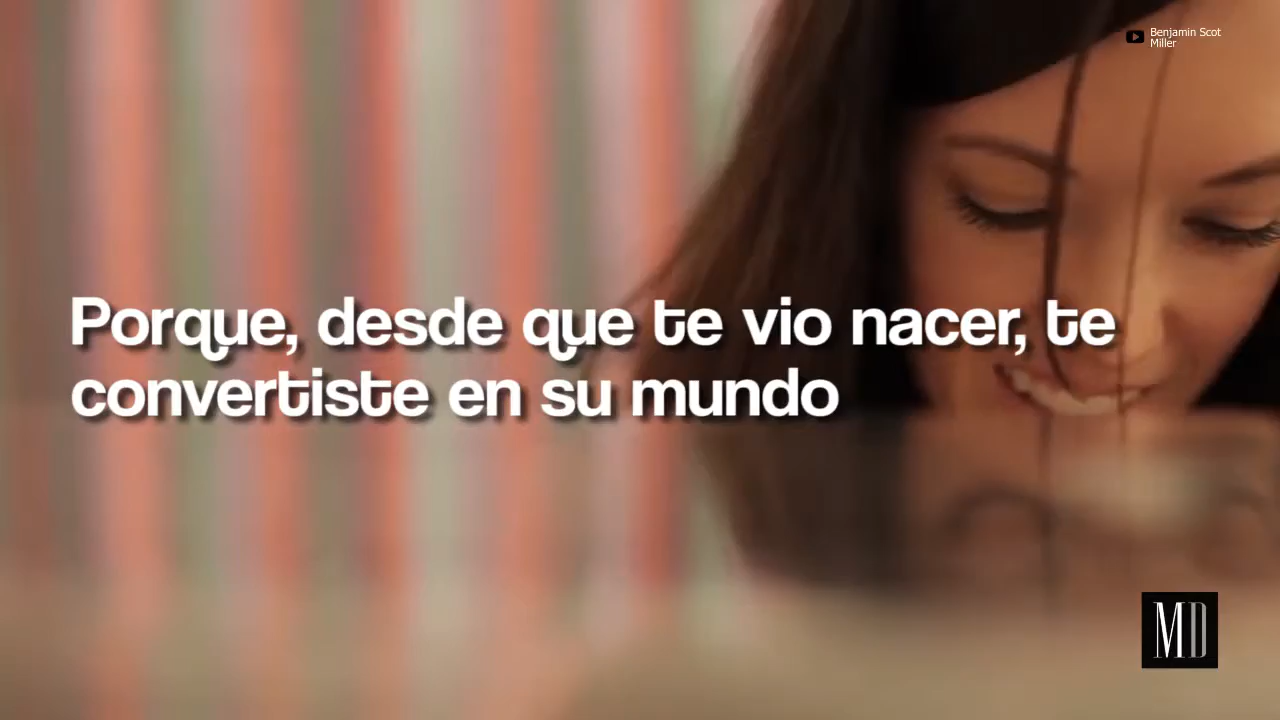 Benjamin Scot
Miller
Porque, desde que te vio nacer, te
convertiste en su mundo
MD